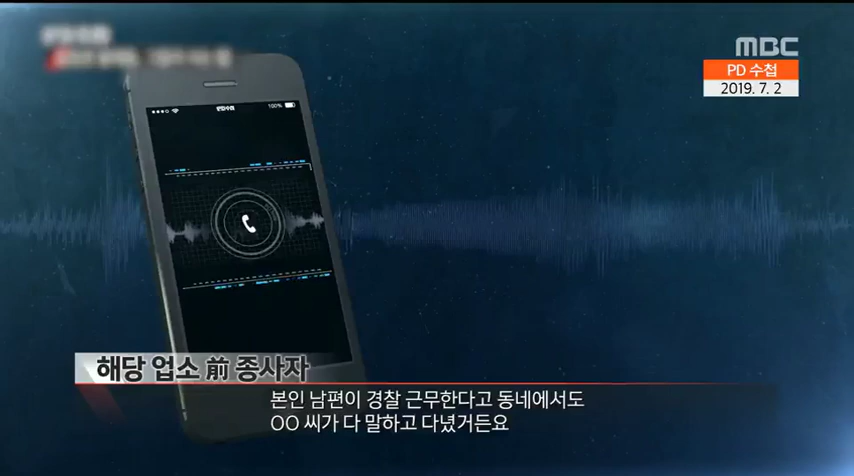 MBC
PD 수첩
2019. 7. 2
100%
해당 업소 前 종사자
본인 남편이 경찰 근무한다고 동네에서도
OO 씨가 다 말하고 다녔거든요